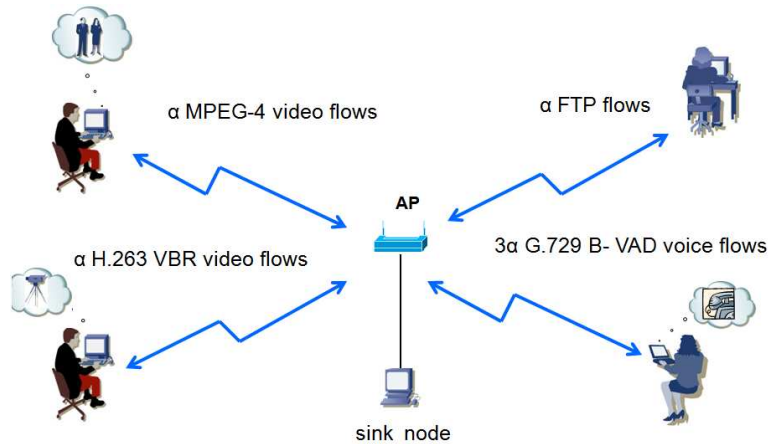 α MPEG-4 video flows
α FTP flows
AP
α H.263 VBR video flows
3α G.729 B- VAD voice flows
sink node